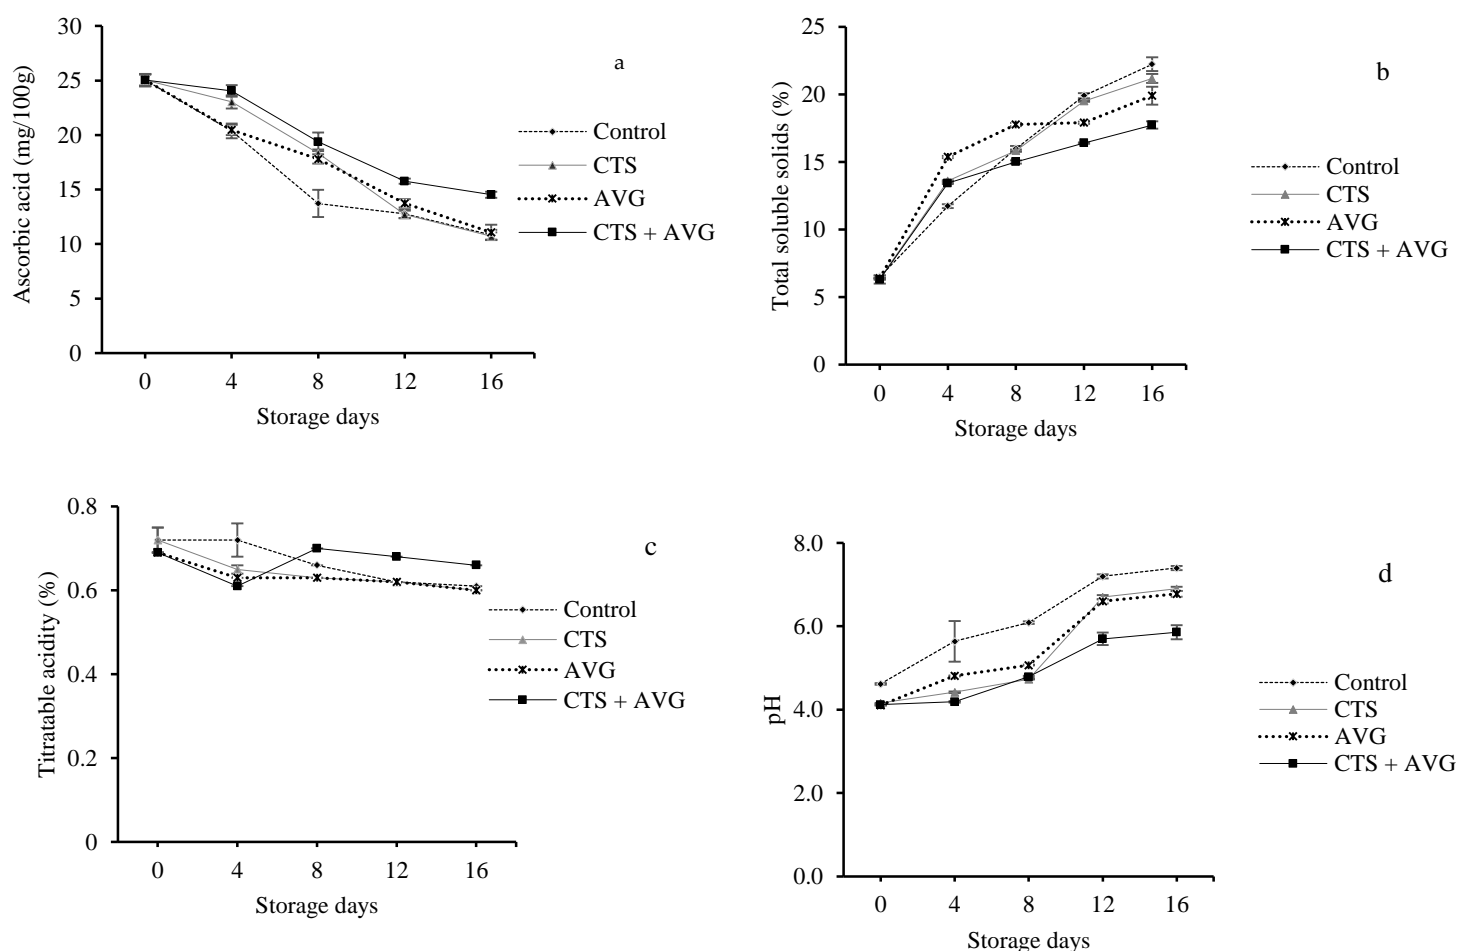 a
Ascorbic acid (mg/100g)
30
25
20
15
10
5
0
0 4 8 12 16
Storage days
Control
CTS
AVG
CTS + AVG
b
Total soluble solids (%)
25
20
15
10
5
0
0 4 8 12 16
Storage days
Control
CTS
AVG
CTS + AVG
c
Titratable acidity (%)
0.8
0.6
0.4
0.2
0
0 4 8 12 16
Storage days
Control
CTS
AVG
CTS + AVG
d
pH
8.0
6.0
4.0
2.0
0.0
0 4 8 12 16
Storage days
Control
CTS
AVG
CTS + AVG